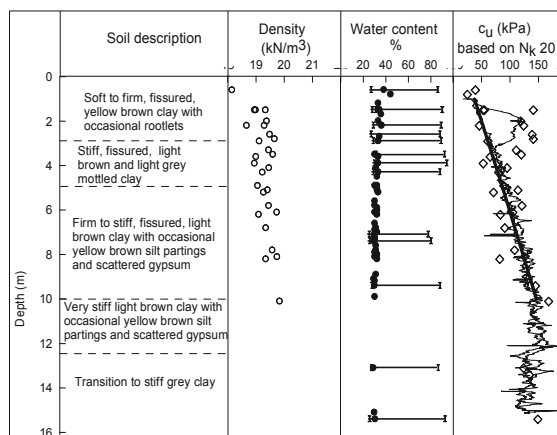 Soil description
Density
(kN/m3)
Water content
%
cu (kPa)
based on Nk 20
19 20 21
20 40 60 80
50 100 150
Depth (m)
0
2
4
6
8
10
12
14
16
Soft to firm, fissured,
yellow brown clay with
occasional rootlets
Stiff, fissured, light
brown and light grey
mottled clay
Firm to stiff, fissured, light
brown clay with occasional
yellow brown silt partings
and scattered gypsum
Very stiff light brown clay with
occasional yellow brown silt
partings and scattered gypsum
Transition to stiff grey clay